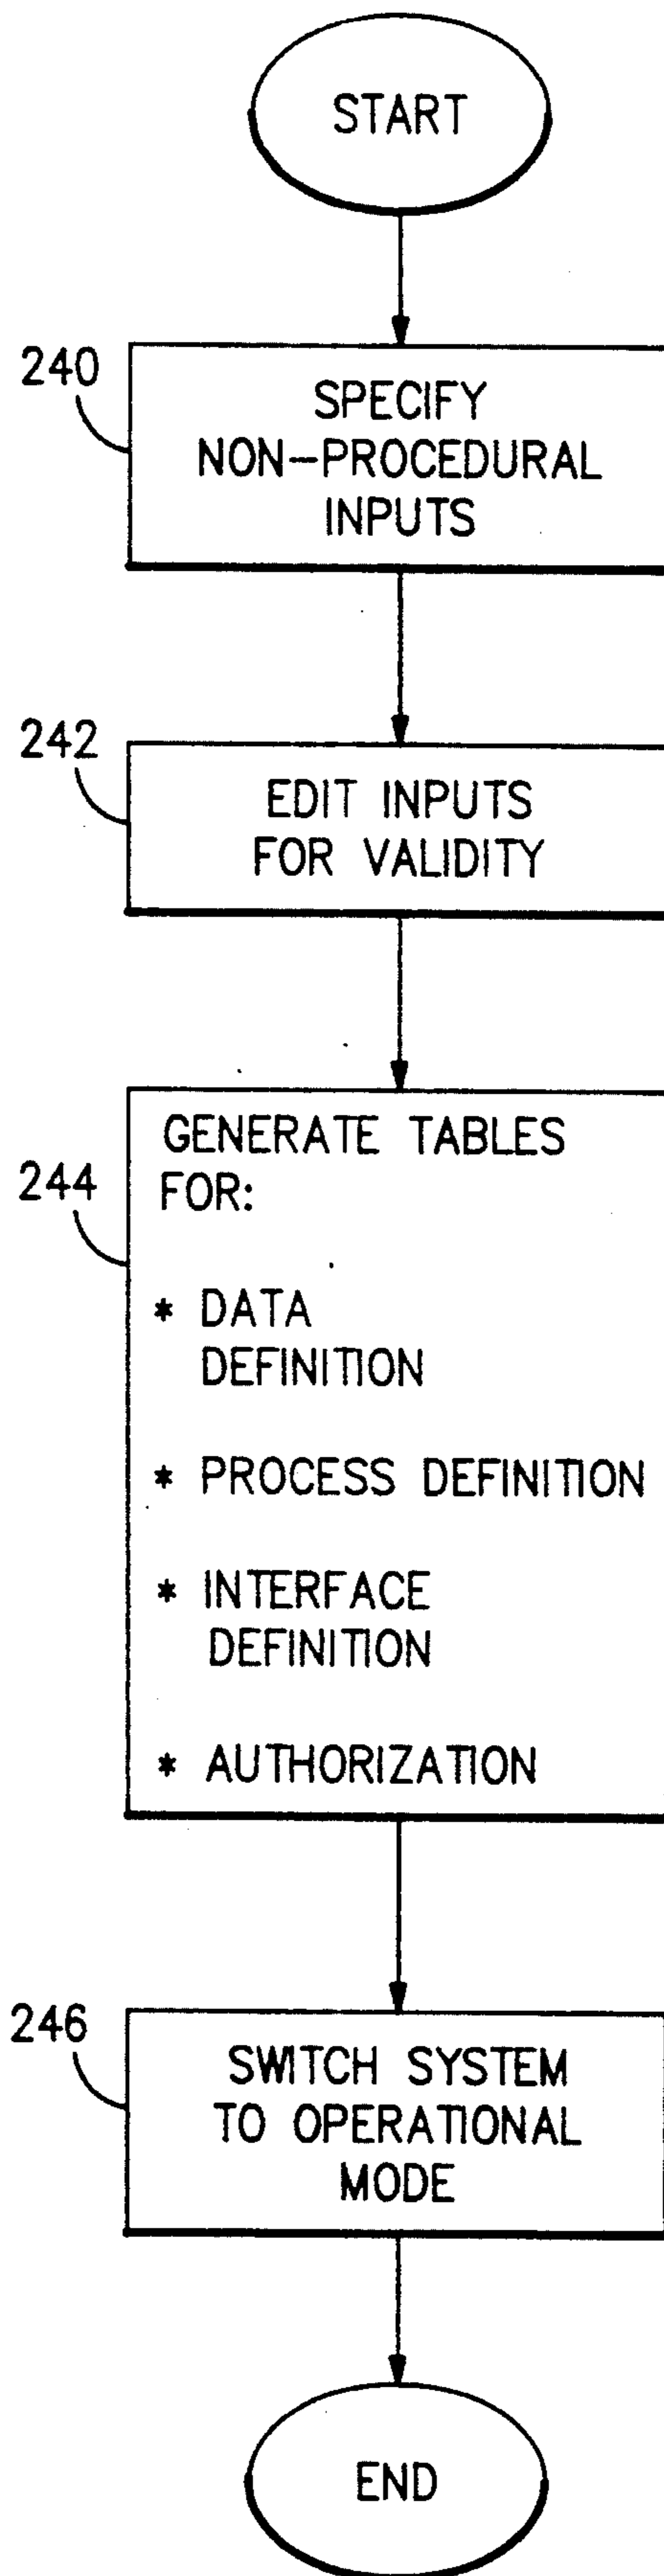 START
240
SPECIFY
NON-PROCEDURAL
INPUTS
242
EDIT INPUTS
FOR VALIDITY
244
GENERATE TABLES
FOR:
* DATA
DEFINITION
* PROCESS DEFINITION
* INTERFACE
DEFINITION
* AUTHORIZATION
246
SWITCH SYSTEM
TO OPERATIONAL
MODE
END